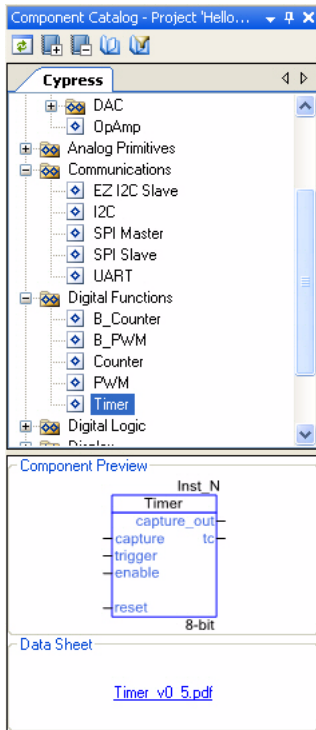 Component Catalog - Project 'Hello...
Cypress
DAC
OpAmp
Analog Primitives
Communications
EZ I2C Slave
I2C
SPI Master
SPI Slave
UART
Digital Functions
B_Counter
B_PWM
Counter
PWM
Timer
Digital Logic
Display
Component Preview
Inst_N
Timer
capture_out
capture tc
trigger
enable
reset
8-bit
Data Sheet
Timer_v0_5.pdf